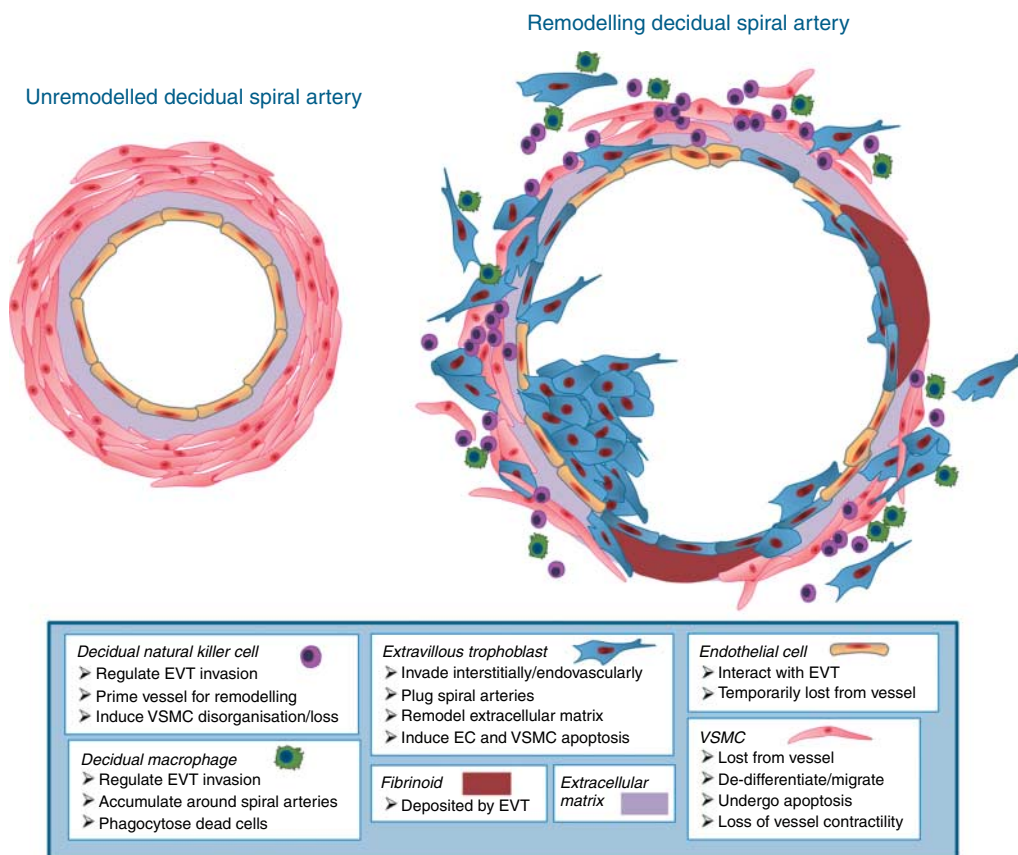 Remodelling decidual spiral artery
Unremodelled decidual spiral artery
Decidual natural killer cell
➢ Regulate EVT invasion
➢ Prime vessel for remodelling
➢ Induce VSMC disorganisation/loss
Decidual macrophage
➢ Regulate EVT invasion
➢ Accumulate around spiral arteries
➢ Phagocytose dead cells
Extravillous trophoblast
➢ Invade interstitially/endovascularly
➢ Plug spiral arteries
➢ Remodel extracellular matrix
➢ Induce EC and VSMC apoptosis
Fibrinoid
➢ Deposited by EVT
Extracellular
matrix
Endothelial cell
➢ Interact with EVT
➢ Temporarily lost from vessel
VSMC
➢ Lost from vessel
➢ De-differentiate/migrate
➢ Undergo apoptosis
➢ Loss of vessel contractility